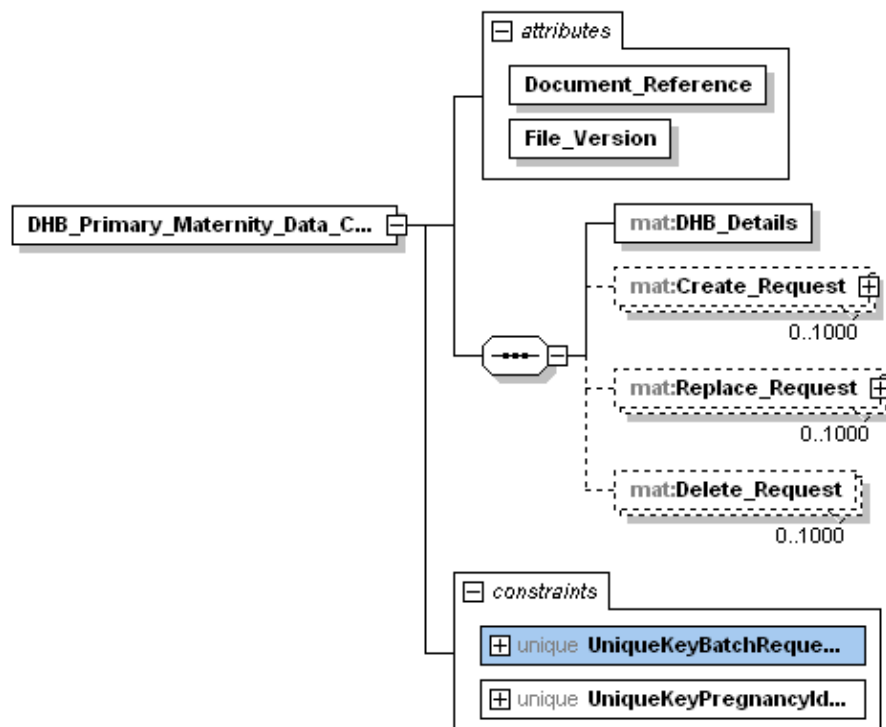 attributes
Document_Reference
File_Version
DHB_Primary_Maternity_Data_C...
mat:DHB_Details
mat:Create_Request
0..1000
mat:Replace_Request
0..1000
mat:Delete_Request
0..1000
constraints
unique UniqueKeyBatchReque...
unique UniqueKeyPregnancyId...